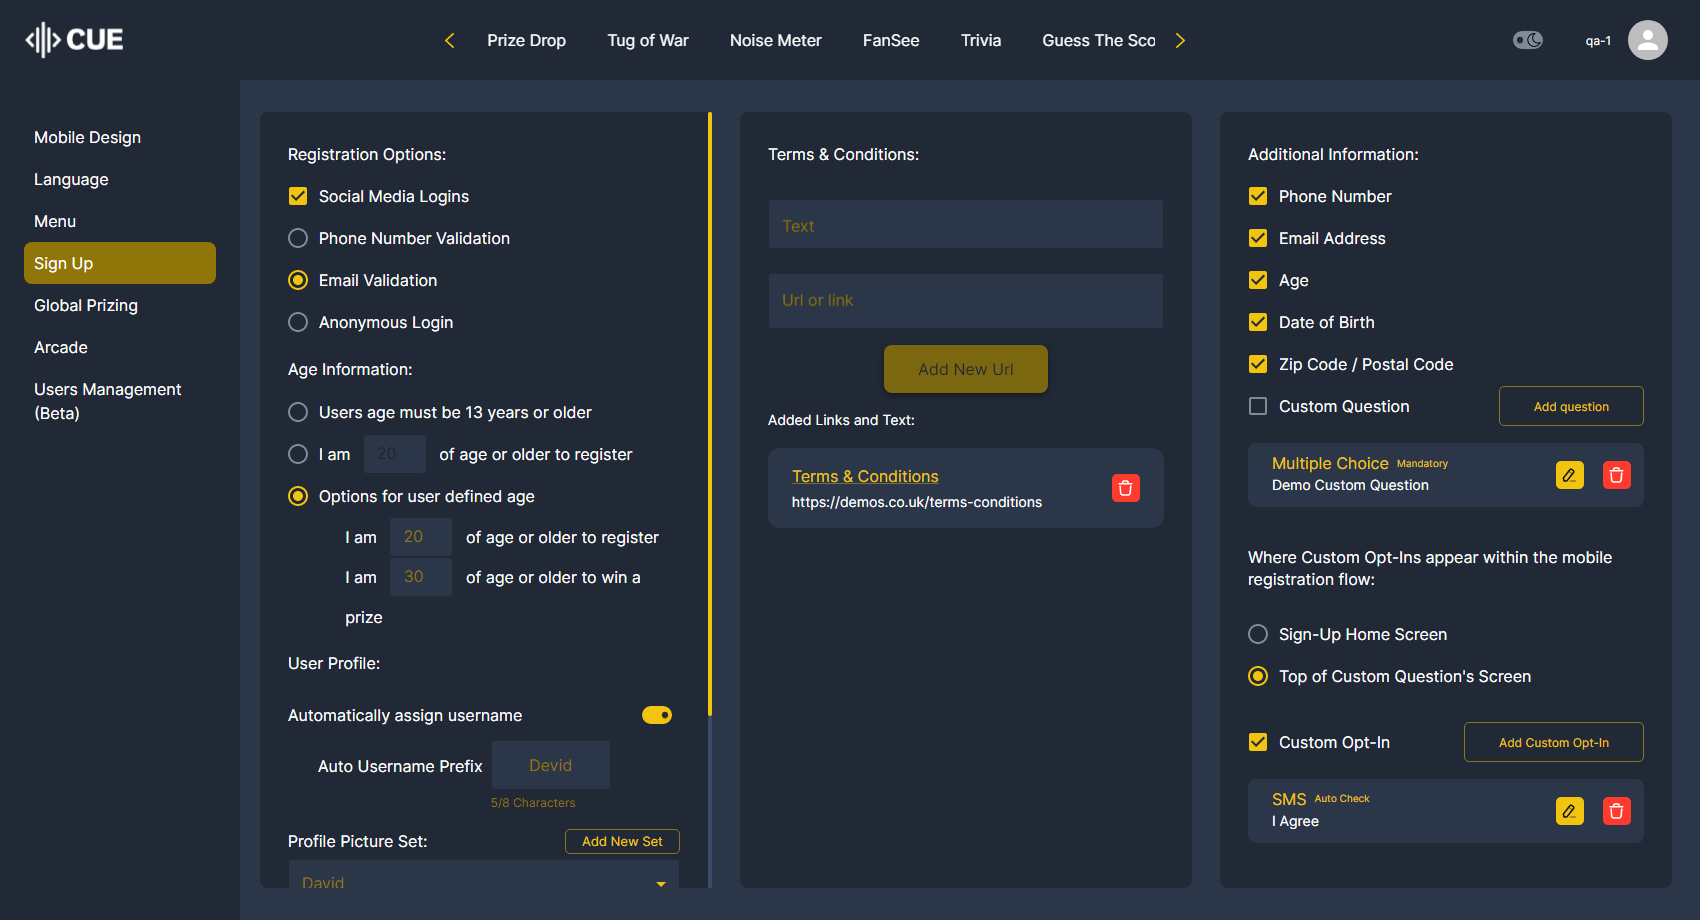 CUE
Prize Drop
Tug of War
Noise Meter
FanSee
Trivia
Guess The Sco
qa-1
Mobile Design
Language
Menu
Sign Up
Global Prizing
Arcade
Users Management
(Beta)
Registration Options:
Social Media Logins
Phone Number Validation
Email Validation
Anonymous Login
Age Information:
Users age must be 13 years or older
I am 20 of age or older to register
Options for user defined age
I am 20 of age or older to register
I am 30 of age or older to win a
prize
User Profile:
Automatically assign username
Auto Username Prefix Devid
5/8 Characters
Profile Picture Set: Add New Set
David
Terms & Conditions:
Text
Url or link
Add New Url
Added Links and Text:
Terms & Conditions
https://demos.co.uk/terms-conditions
Additional Information:
Phone Number
Email Address
Age
Date of Birth
Zip Code / Postal Code
Custom Question Add question
Multiple Choice Mandatory
Demo Custom Question
Where Custom Opt-Ins appear within the mobile
registration flow:
Sign-Up Home Screen
Top of Custom Question's Screen
Custom Opt-In Add Custom Opt-In
SMS Auto Check
I Agree